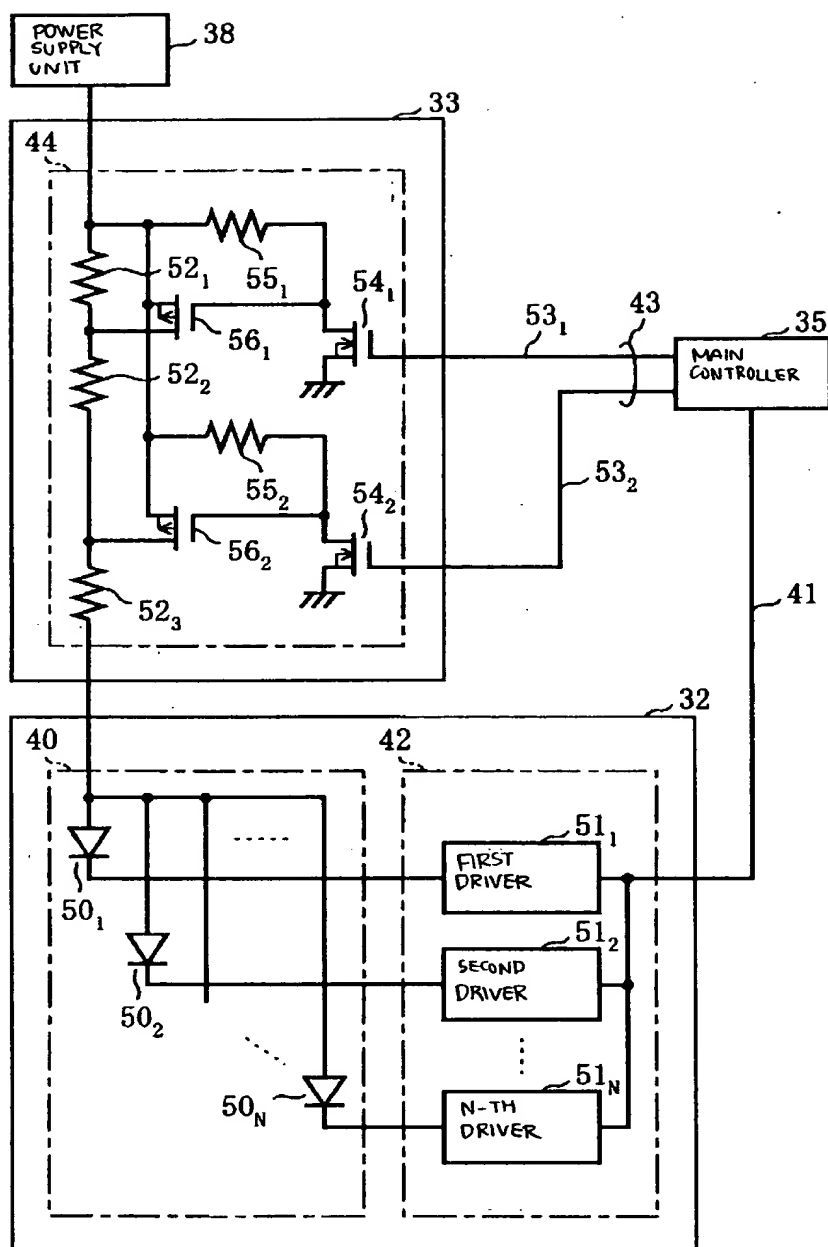 POWER
SUPPLY
UNIT
38
33
44
52₁
55₁
54₁
56₁
53₁
43
35
MAIN
CONTROLLER
52₂
55₂
54₂
53₂
56₂
52₃
41
32
40
42
51₁
FIRST
DRIVER
50₁
51₂
SECOND
DRIVER
50₂
51N
N-TH
DRIVER
50N